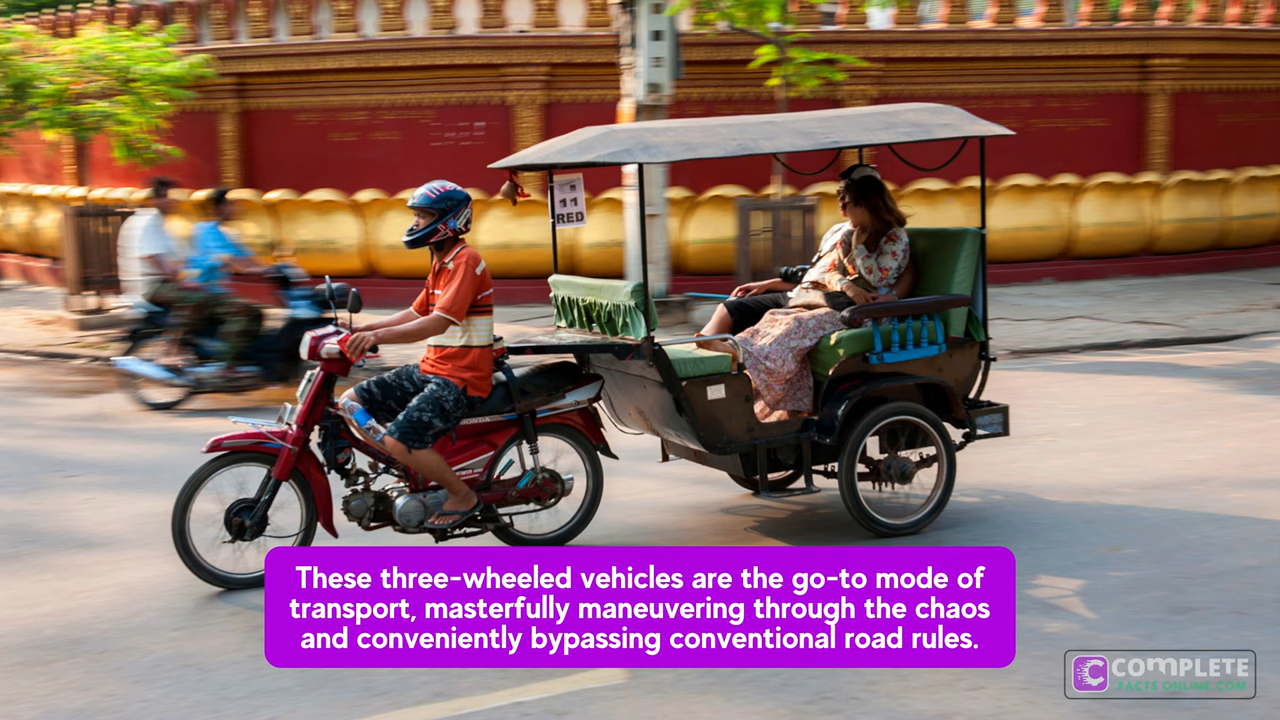 11
RED
HONDA
These three-wheeled vehicles are the go-to mode of
transport, masterfully maneuvering through the chaos
and conveniently bypassing conventional road rules.
COMPLETE
FACTS ONLINE.COM